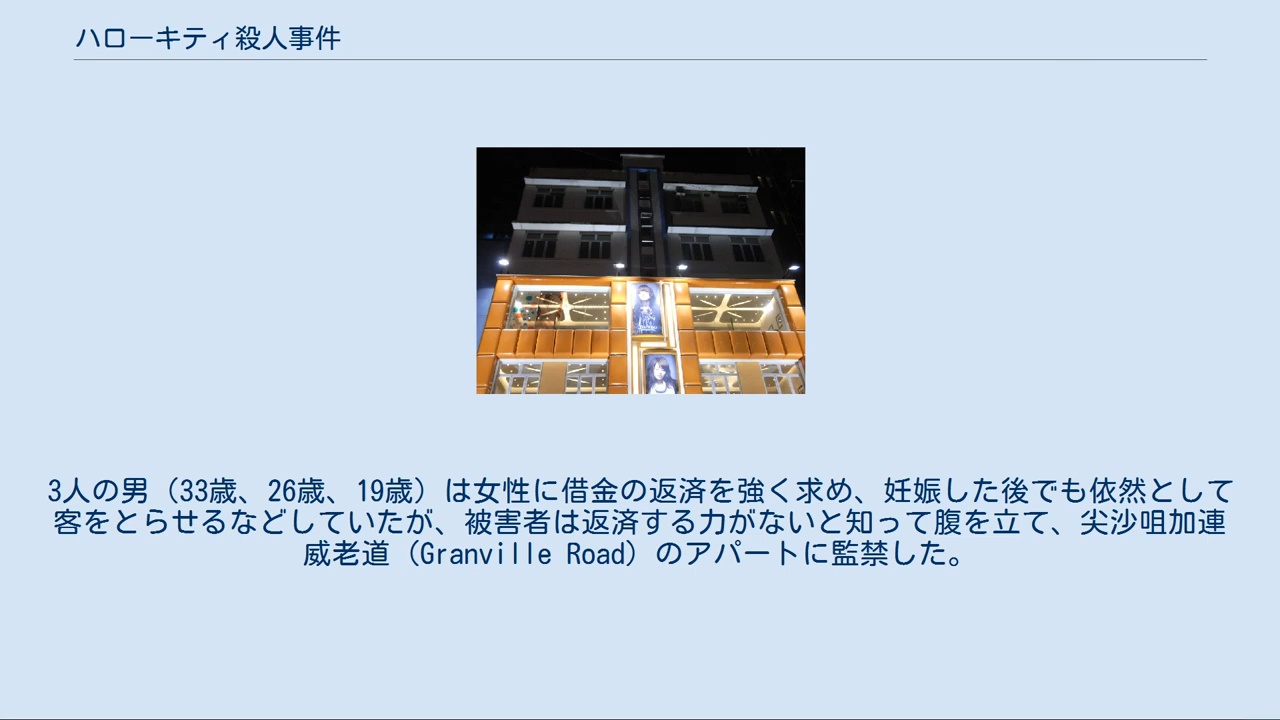 ハローキティ殺人事件
3人の男（33歳、26歳、19歳）は女性に借金の返済を強く求め、妊娠した後でも依然として
客をとらせるなどしていたが、被害者は返済する力がないと知って腹を立て、尖沙咀加連
威老道（Granville Road）のアパートに監禁した。